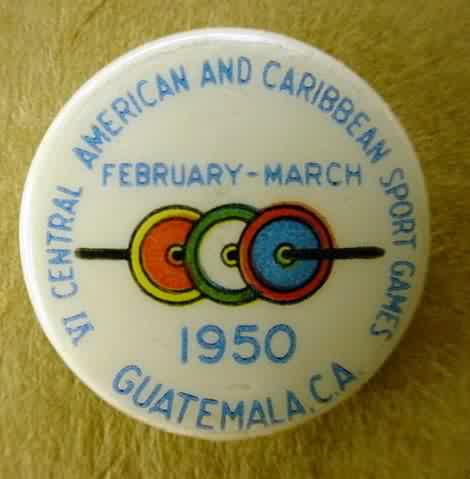 VI CENTRAL AMERICAN AND CARIBBEAN SPORT GAMES
FEBRUARY - MARCH
1950
GUATEMALA, C.A.